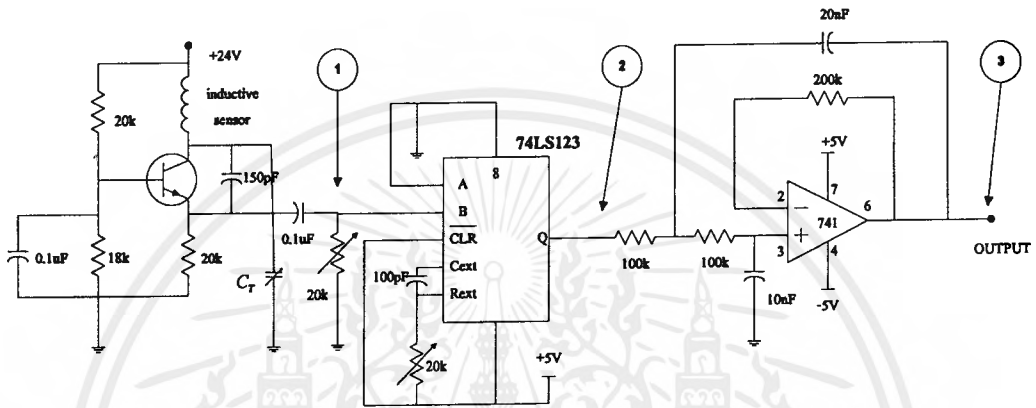 +24V
inductive
sensor
20k
150pF
0.1uF
18k
20k
C_T
0.1uF
20k
1
74LS123
8
A
B
CLR
Cext
Rext
Q
100pF
20k
+5V
2
100k
100k
20nF
200k
+5V
2
7
741
6
3
4
-5V
10nF
3
OUTPUT